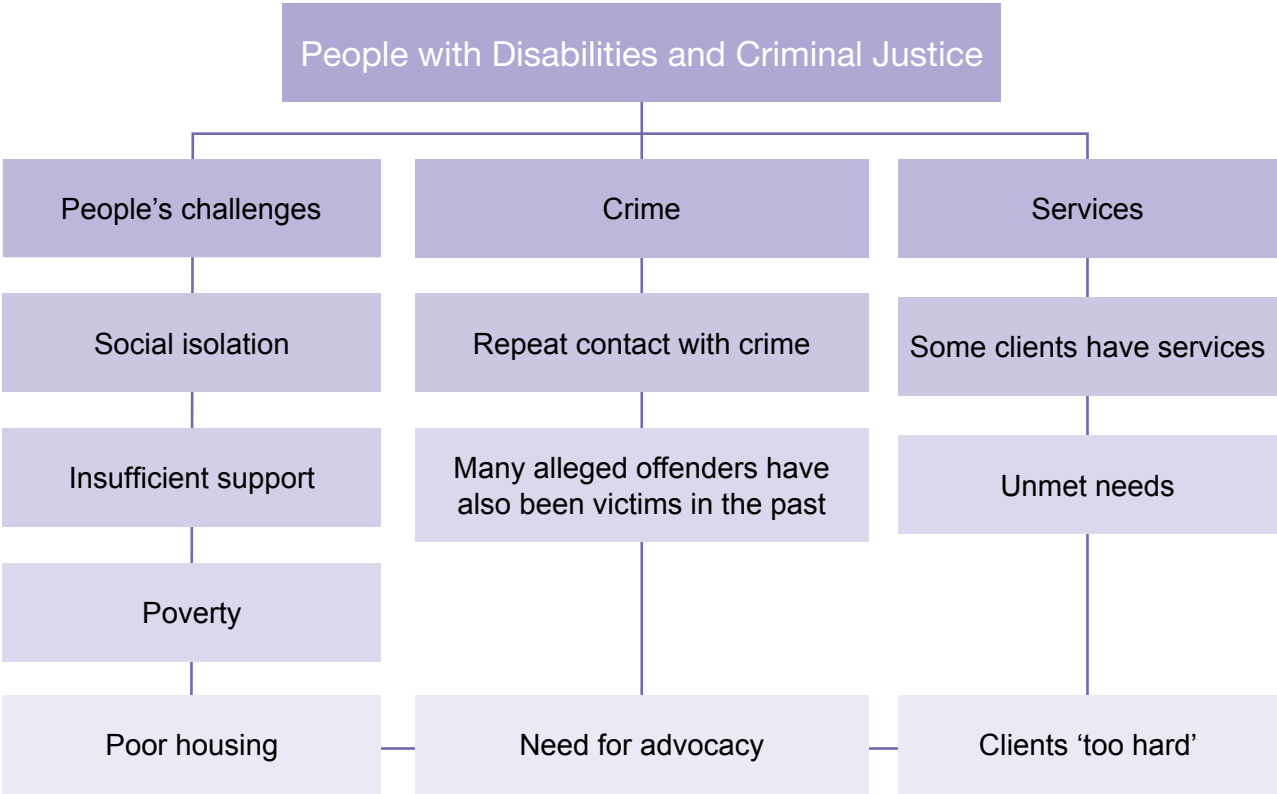 People with Disabilities and Criminal Justice
People’s challenges
Crime
Services
Social isolation
Repeat contact with crime
Some clients have services
Insufficient support
Many alleged offenders have
also been victims in the past
Unmet needs
Poverty
Poor housing
Need for advocacy
Clients ‘too hard’